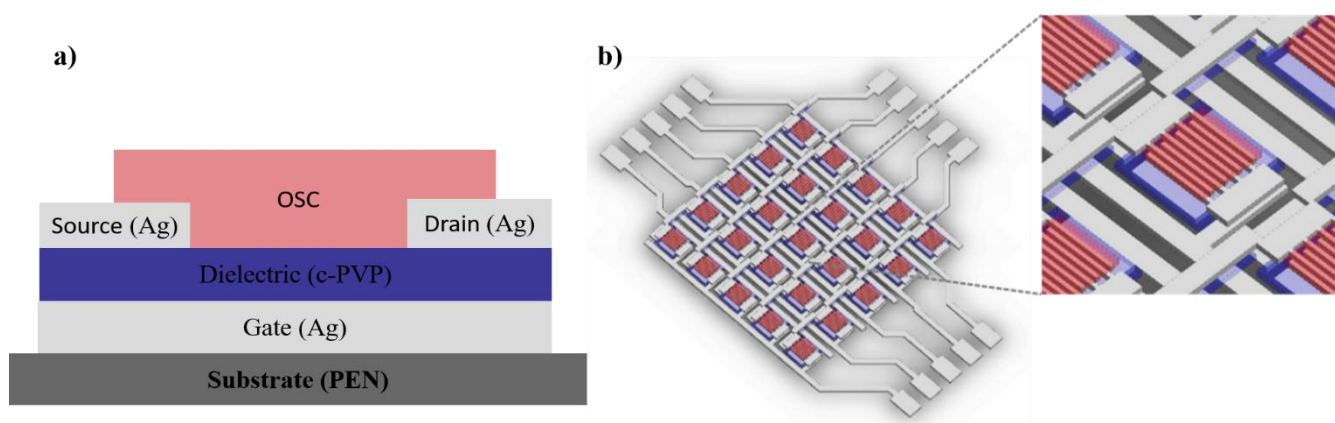 a)
b)
OSC
Source (Ag)
Drain (Ag)
Dielectric (c-PVP)
Gate (Ag)
Substrate (PEN)